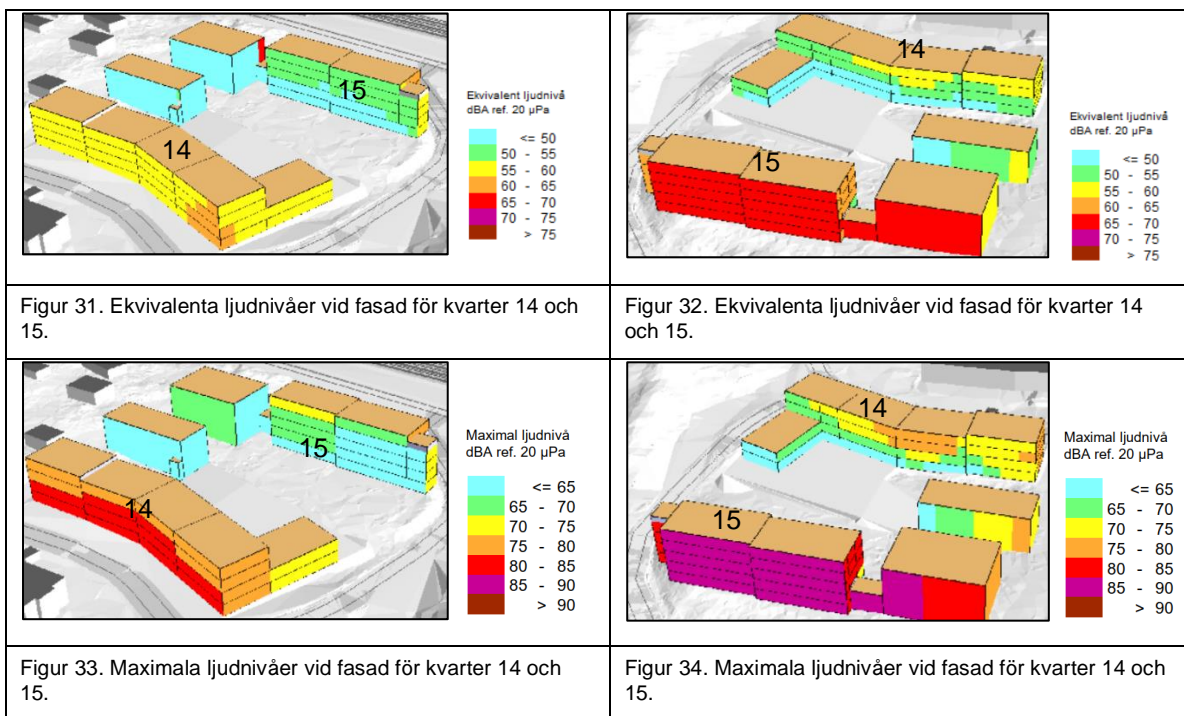 14
15
Ekvivalent ljudnivå
dBA ref. 20 µPa
<= 50
50 - 55
55 - 60
60 - 65
65 - 70
70 - 75
> 75
14
15
Ekvivalent ljudnivå
dBA ref. 20 µPa
<= 50
50 - 55
55 - 60
60 - 65
65 - 70
70 - 75
> 75
Figur 31. Ekvivalenta ljudnivåer vid fasad för kvarter 14 och
15.
Figur 32. Ekvivalenta ljudnivåer vid fasad för kvarter 14
och 15.
14
15
Maximal ljudnivå
dBA ref. 20 µPa
<= 65
65 - 70
70 - 75
75 - 80
80 - 85
85 - 90
> 90
14
15
Maximal ljudnivå
dBA ref. 20 µPa
<= 65
65 - 70
70 - 75
75 - 80
80 - 85
85 - 90
> 90
Figur 33. Maximala ljudnivåer vid fasad för kvarter 14 och
15.
Figur 34. Maximala ljudnivåer vid fasad för kvarter 14 och
15.